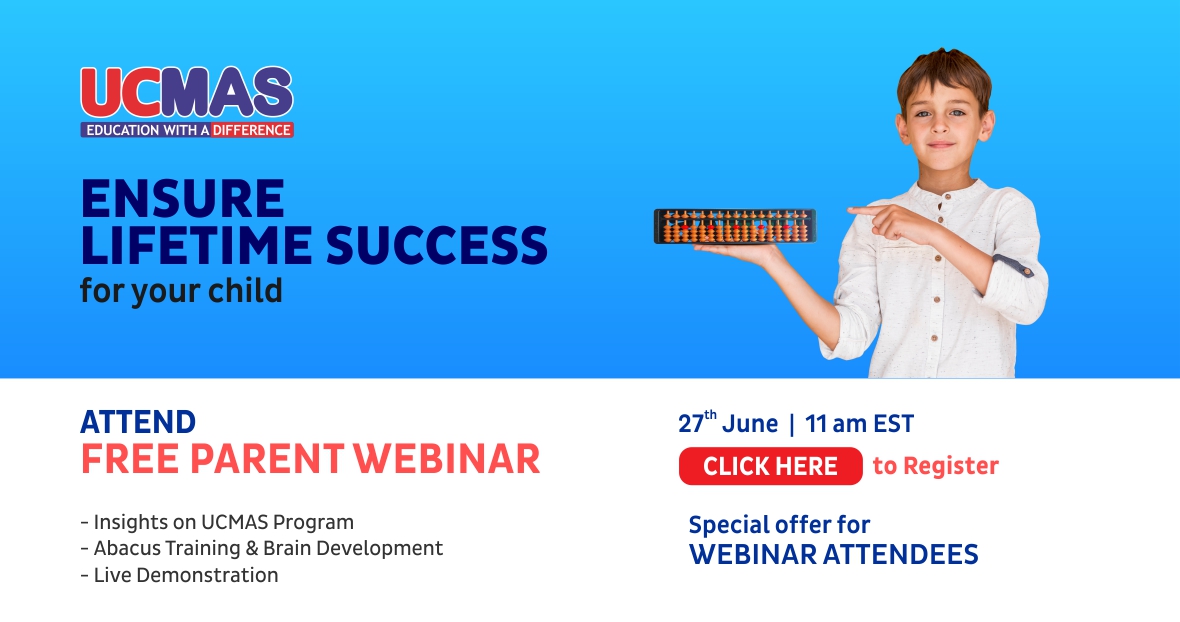 UCMAS
EDUCATION WITH A DIFFERENCE
ENSURE
LIFETIME SUCCESS
for your child
ATTEND
FREE PARENT WEBINAR
- Insights on UCMAS Program
- Abacus Training & Brain Development
- Live Demonstration
27th June | 11 am EST
CLICK HERE to Register
Special offer for
WEBINAR ATTENDEES